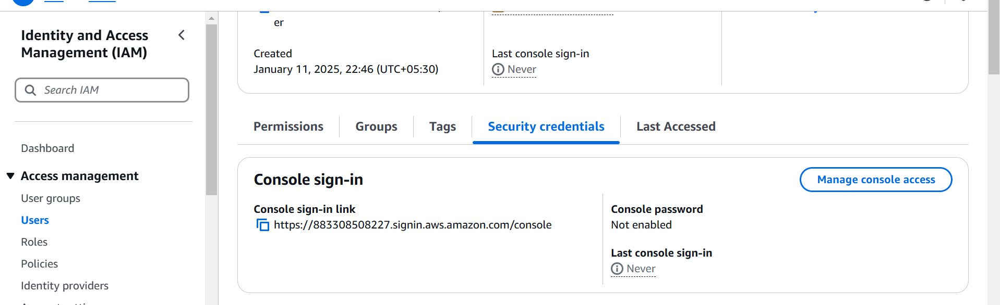 Identity and Access
Management (IAM)
Search IAM
Dashboard
Access management
User groups
Users
Roles
Policies
Identity providers
er
Created
January 11, 2025, 22:46 (UTC+05:30)
Last console sign-in
Never
Permissions
Groups
Tags
Security credentials
Last Accessed
Console sign-in
Manage console access
Console sign-in link
https://883308508227.signin.aws.amazon.com/console
Console password
Not enabled
Last console sign-in
Never